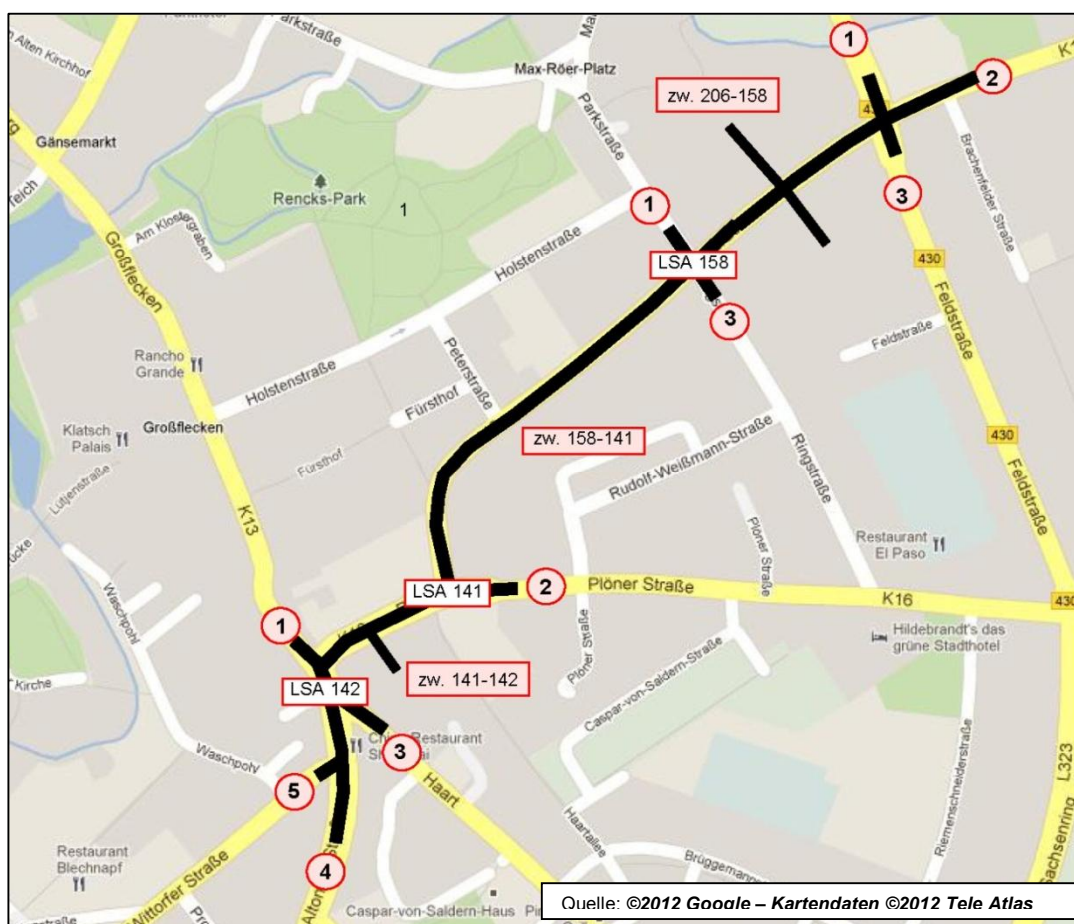 Parkstraße
Max-Röer-Platz
m Alten Kirchhof
Gänsemarkt
Teich
Rencks-Park
1
Am Klostergraben
Großflecken
Holstenstraße
Parkstraße
zw. 206-158
1
2
430
3
Brachenfelder Straße
1
LSA 158
3
430
Feldstraße
Feldstraße
Rancho
Grande
Holstenstraße
Peterstraße
Fürsthof
Klatsch
Palais
Großflecken
Fürsthof
Lütjenstraße
zw. 158-141
Rudolf-Weißmann-Straße
Ringstraße
430
Feldstraße
K13
Plöner Straße
Restaurant
El Paso
LSA 141
2
Plöner Straße
K16
430
Waschpohl
1
zw. 141-142
Plöner Straße
Hildebrandt's das
grüne Stadthotel
Kirche
LSA 142
Caspar-von-Saldern-Straße
3
Haart
Waschpohl
5
4
Riemenschneiderstraße
L323
Sachsenring
Restaurant
Blechnapf
Wittorfer Straße
Haartallee
Caspar-von-Saldern-Haus
Quelle: ©2012 Google – Kartendaten ©2012 Tele Atlas